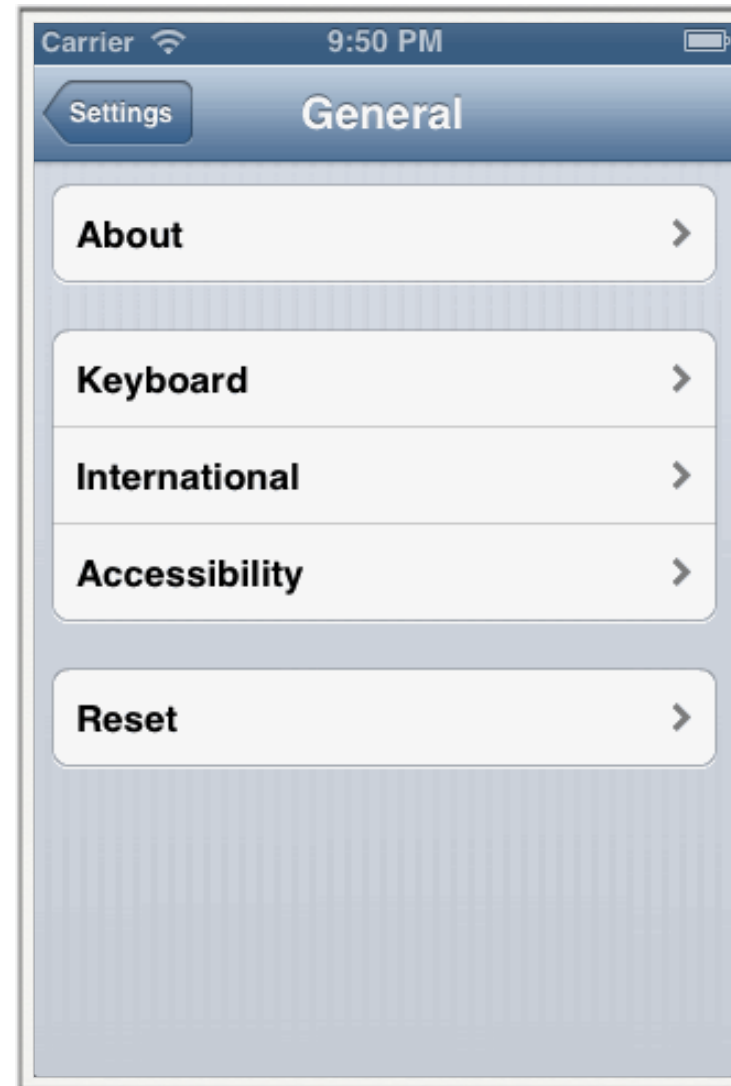 Carrier 9:50 PM
Settings General
About
Keyboard
International
Accessibility
Reset